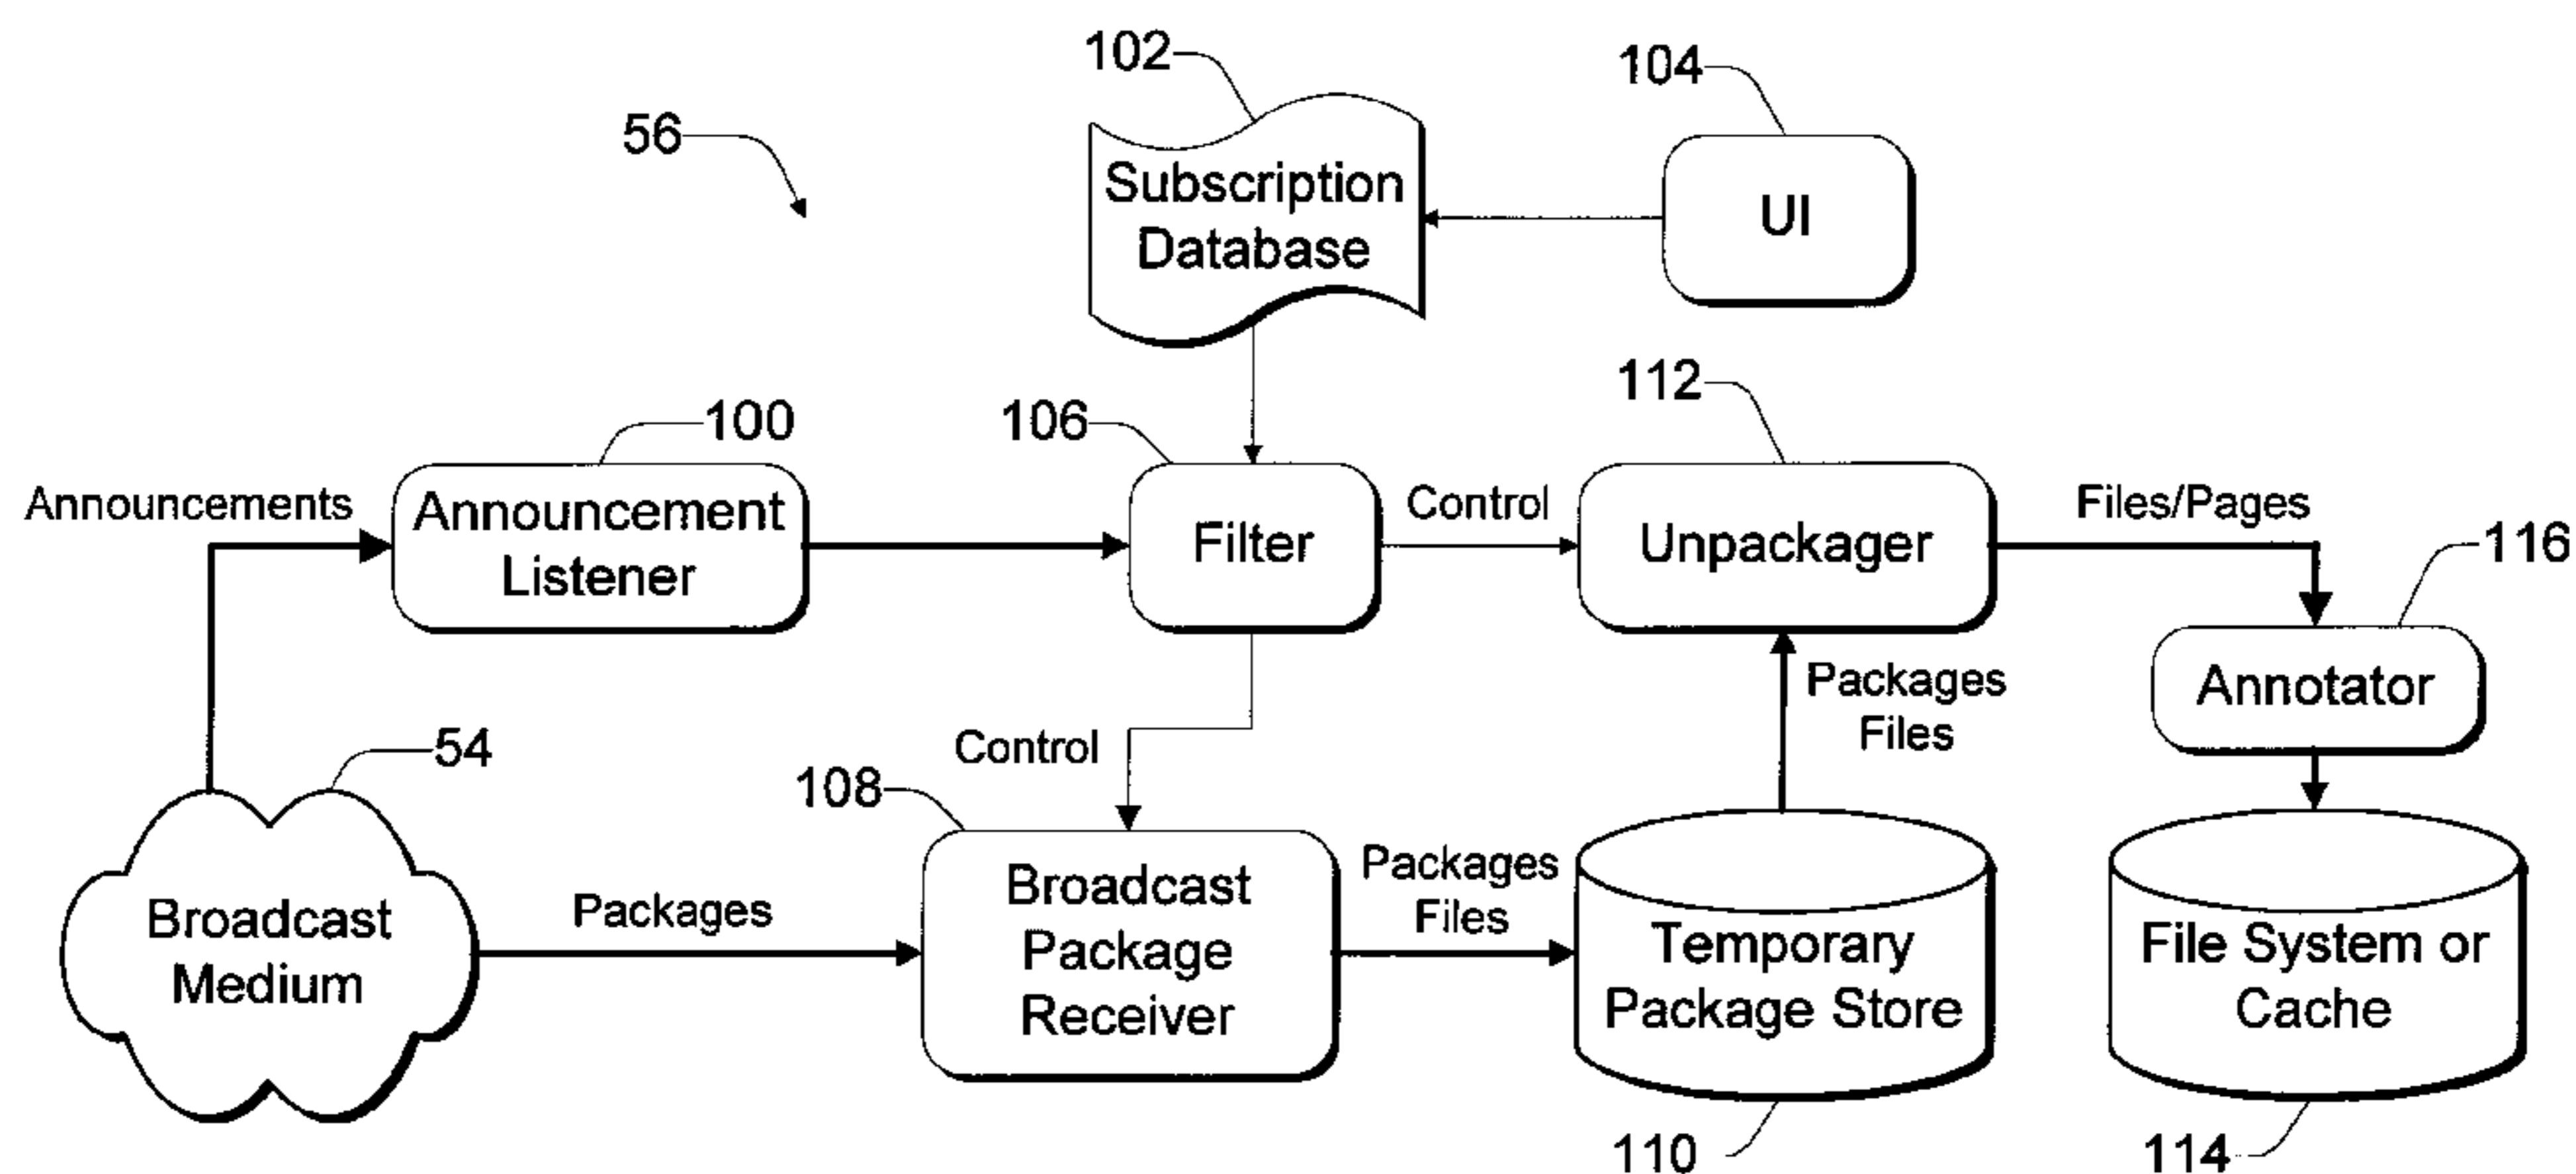 102
104
56
Subscription
Database
UI
112
100
106
Announcements
Announcement
Listener
Filter
Control
Unpackager
Files/Pages
116
Packages
Files
Annotator
Control
54
108
Broadcast
Medium
Packages
Broadcast
Package
Receiver
Packages
Files
Temporary
Package Store
File System or
Cache
110
114